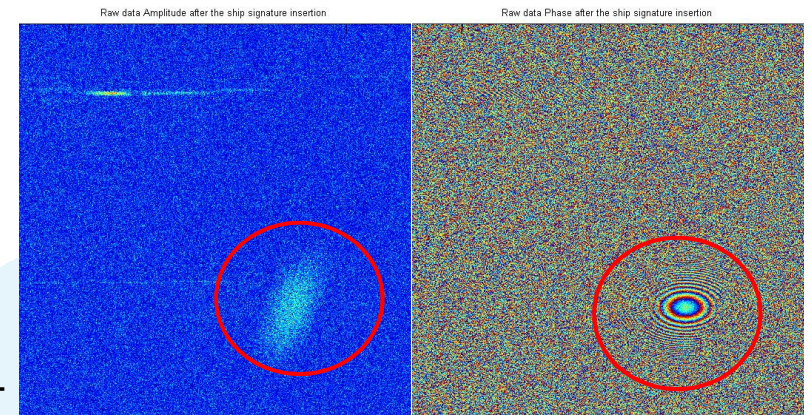 Raw data Amplitude after the ship signature insertion
Raw data Phase after the ship signature insertion